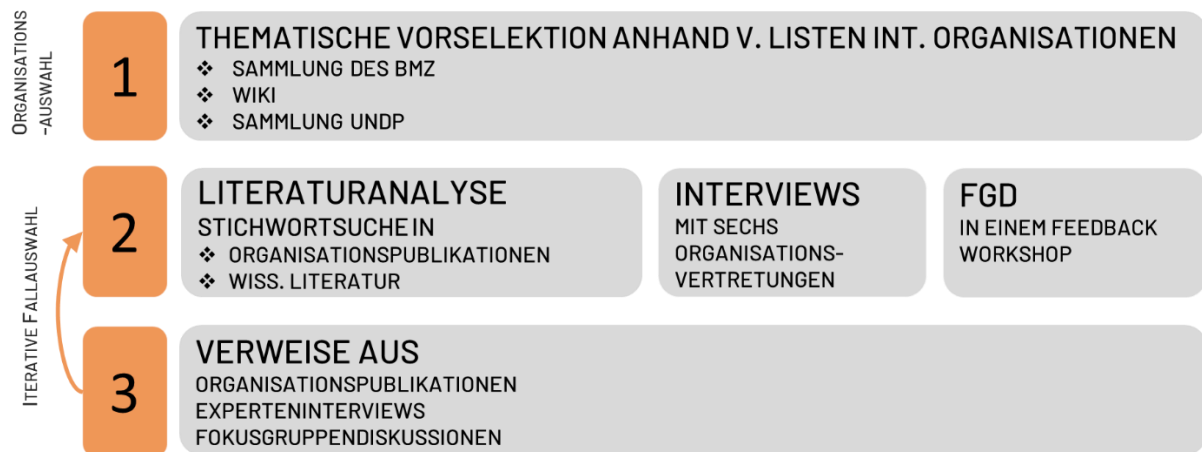 ORGANISATIONS
-AUSWAHL
1
THEMATISCHE VORSELEKTION ANHAND V. LISTEN INT. ORGANISATIONEN
❖ SAMMLUNG DES BMZ
❖ WIKI
❖ SAMMLUNG UNDP
ITERATIVE FALLAUSWAHL
2
LITERATURANALYSE
STICHWORTSUCHE IN
❖ ORGANISATIONSPUBLIKATIONEN
❖ WISS. LITERATUR
INTERVIEWS
MIT SECHS
ORGANISATIONS-
VERTRETUNGEN
FGD
IN EINEM FEEDBACK
WORKSHOP
3
VERWEISE AUS
ORGANISATIONSPUBLIKATIONEN
EXPERTENINTERVIEWS
FOKUSGRUPPENDISKUSSIONEN